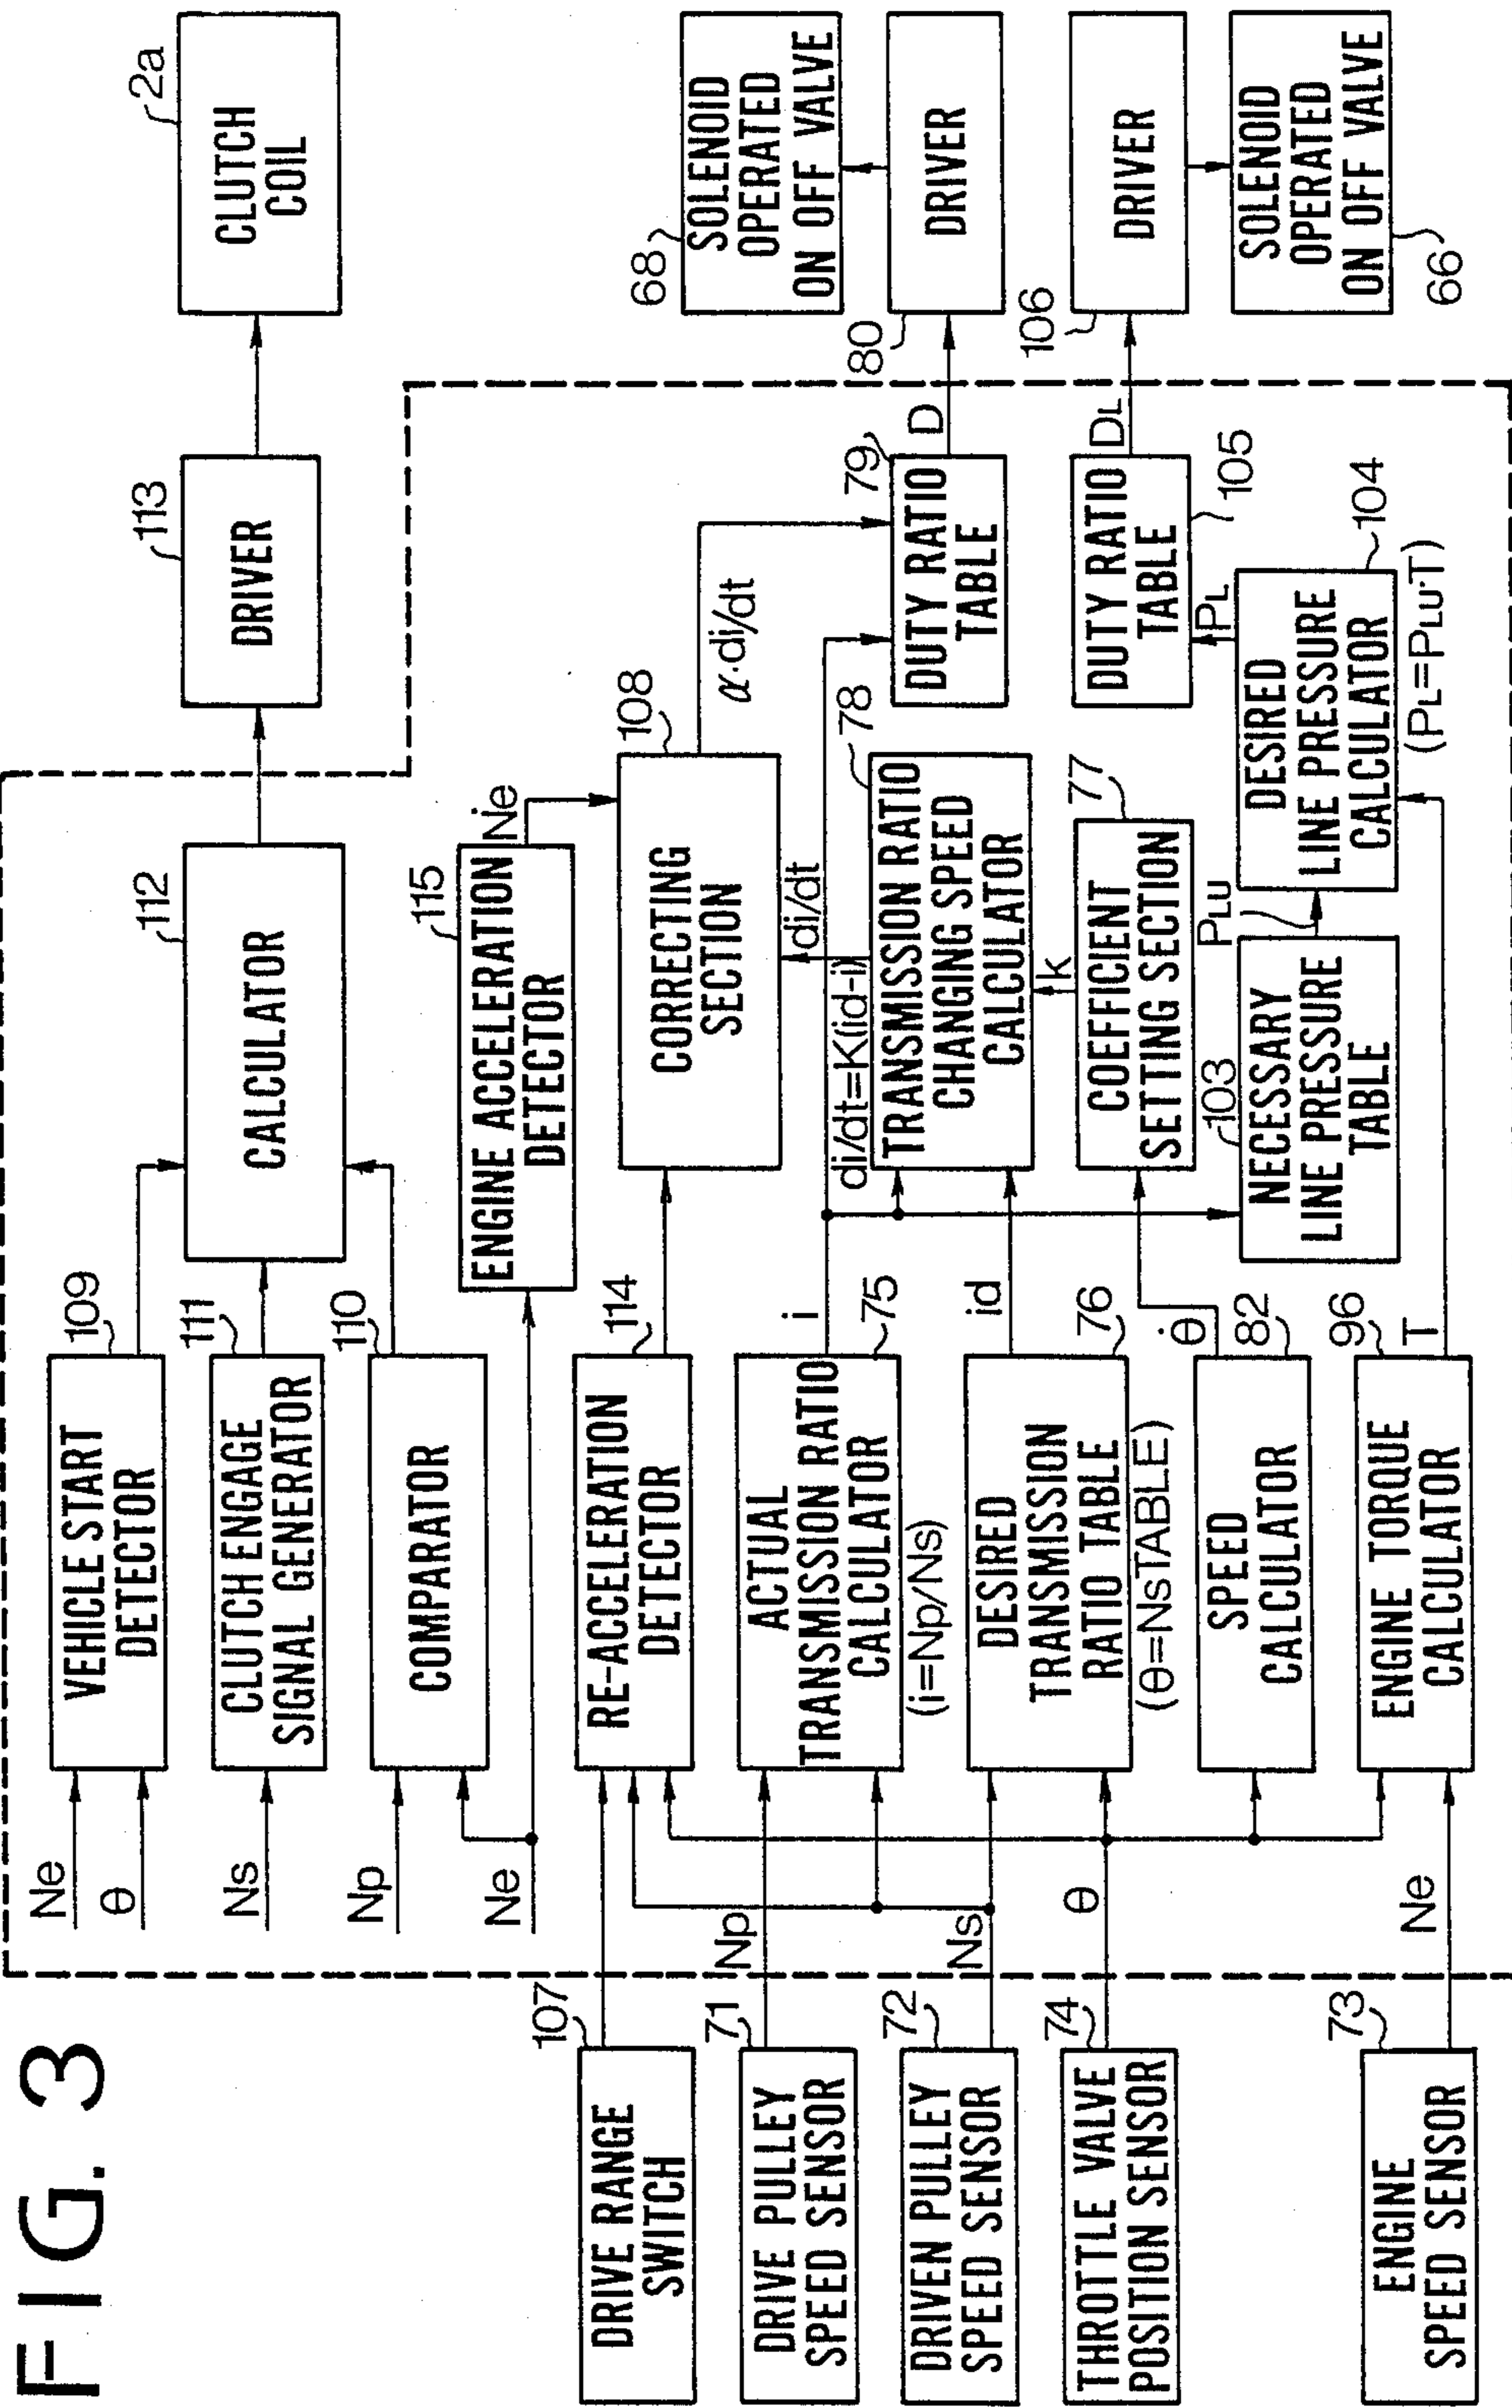 FIG. 3
Ne
θ
VEHICLE START
DETECTOR
109
Ns
CLUTCH ENGAGE
SIGNAL GENERATOR
111
Np
COMPARATOR
110
Ne
CALCULATOR
112
DRIVER
113
CLUTCH
COIL
2a
ENGINE ACCELERATION
DETECTOR
115
Ṅe
DRIVE RANGE
SWITCH
107
RE-ACCELERATION
DETECTOR
114
CORRECTING
SECTION
108
α·di/dt
di/dt
DRIVE PULLEY
SPEED SENSOR
71
Np
ACTUAL
TRANSMISSION RATIO
CALCULATOR
(i=Np/Ns)
75
i
di/dt=K(id-i)
TRANSMISSION RATIO
CHANGING SPEED
CALCULATOR
78
DUTY RATIO
TABLE
79
D
DRIVER
80
SOLENOID
OPERATED
ON OFF VALVE
68
DRIVEN PULLEY
SPEED SENSOR
72
Ns
DESIRED
TRANSMISSION
RATIO TABLE
(θ=NsTABLE)
76
id
k
THROTTLE VALVE
POSITION SENSOR
74
θ
SPEED
CALCULATOR
82
θ̇
COEFFICIENT
SETTING SECTION
77
DUTY RATIO
TABLE
105
DL
DRIVER
106
SOLENOID
OPERATED
ON OFF VALVE
66
ENGINE
SPEED SENSOR
73
Ne
ENGINE TORQUE
CALCULATOR
96
T
NECESSARY
LINE PRESSURE
TABLE
103
PLU
DESIRED
LINE PRESSURE
CALCULATOR
(PL=PLU·T)
104
PL